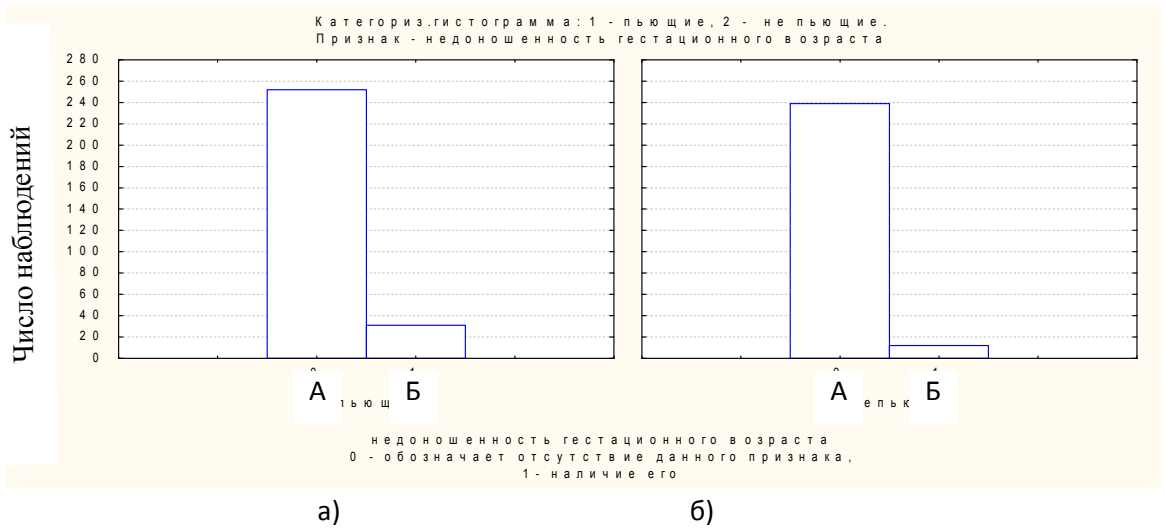 Категориз.гистограмма: 1 - пьющие, 2 - не пьющие.
Признак - недоношенность гестационного возраста
Число наблюдений
280
260
240
220
200
180
160
140
120
100
80
60
40
20
0
А Б
А Б
недоношенность гестационного возраста
0 - обозначает отсутствие данного признака,
1- наличие его
а) б)